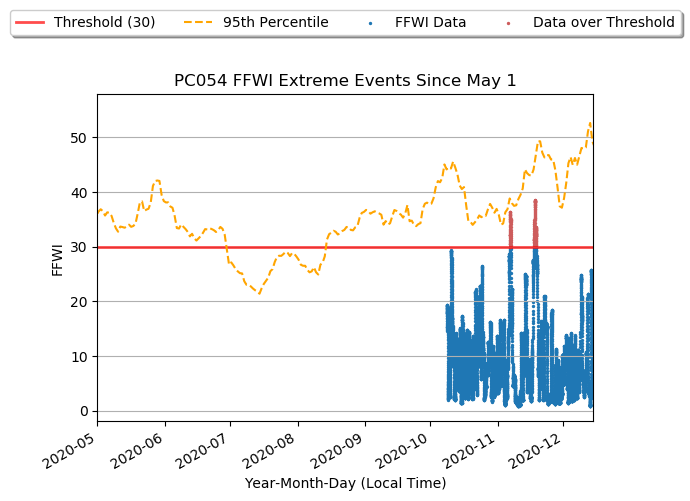 Threshold (30) 95th Percentile FFWI Data Data over Threshold
PC054 FFWI Extreme Events Since May 1
50
40
30
20
10
0
FFWI
2020-05 2020-06 2020-07 2020-08 2020-09 2020-10 2020-11 2020-12
Year-Month-Day (Local Time)